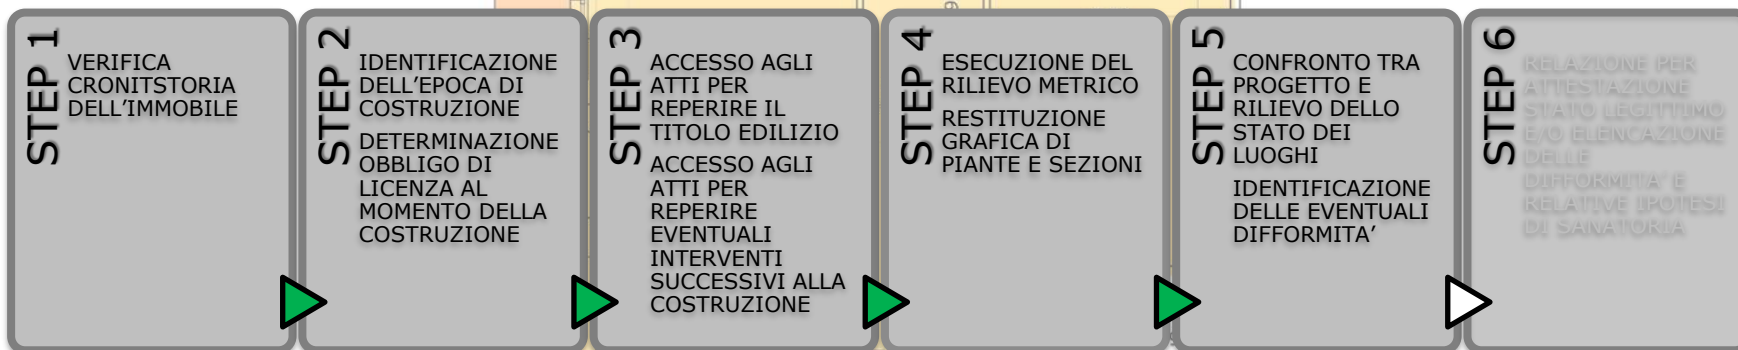 STEP 1
VERIFICA
CRONITSTORIA
DELL'IMMOBILE
STEP 2
IDENTIFICAZIONE
DELL'EPOCA DI
COSTRUZIONE
DETERMINAZIONE
OBBLIGO DI
LICENZA AL
MOMENTO DELLA
COSTRUZIONE
STEP 3
ACCESSO AGLI
ATTI PER
REPERIRE IL
TITOLO EDILIZIO
ACCESSO AGLI
ATTI PER
REPERIRE
EVENTUALI
INTERVENTI
SUCCESSIVI ALLA
COSTRUZIONE
STEP 4
ESECUZIONE DEL
RILIEVO METRICO
RESTITUZIONE
GRAFICA DI
PIANTE E SEZIONI
STEP 5
CONFRONTO TRA
PROGETTO E
RILIEVO DELLO
STATO DEI
LUOGHI
IDENTIFICAZIONE
DELLE EVENTUALI
DIFFORMITA'
STEP 6
RELAZIONE PER
ATTESTAZIONE
STATO LEGITTIMO
E/O ELENCAZIONE
DELLE
DIFFORMITA' E
RELATIVE IPOTESI
DI SANATORIA